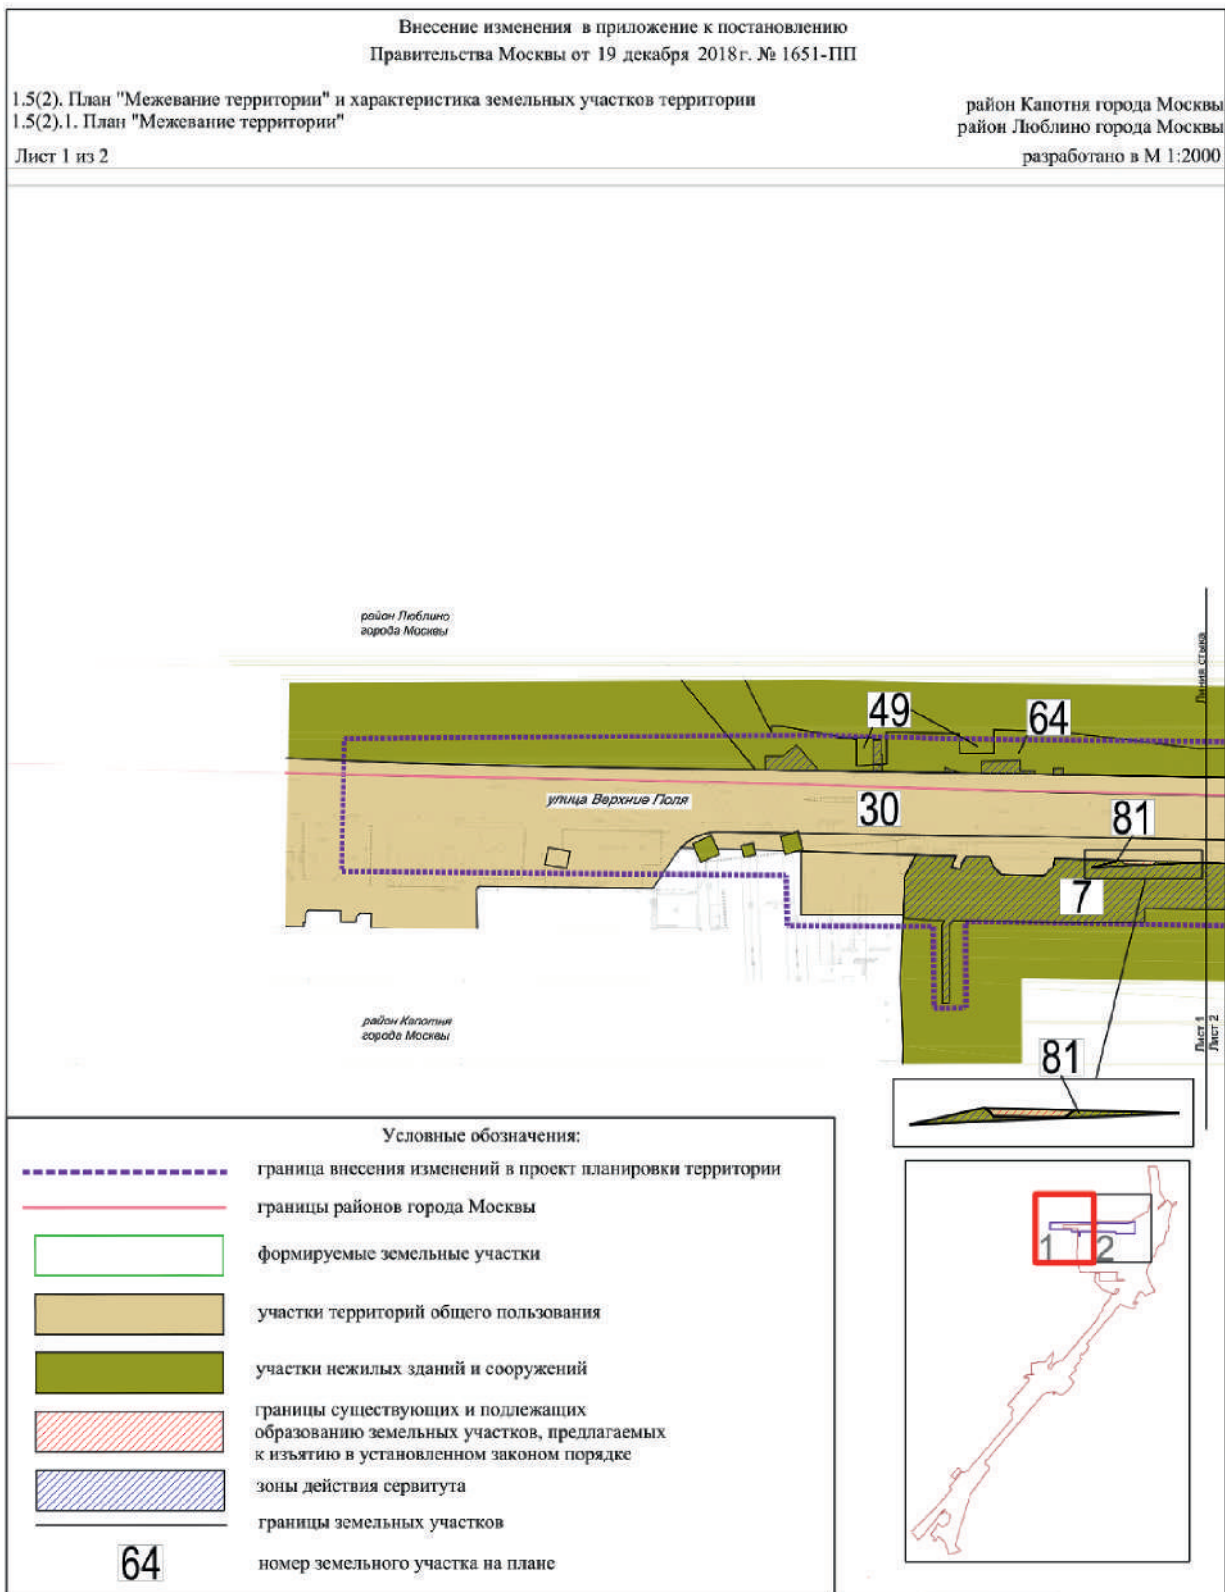 Внесение изменения в приложение к постановлению
Правительства Москвы от 19 декабря 2018г. № 1651-ПП
1.5(2). План "Межевание территории" и характеристика земельных участков территории
1.5(2).1. План "Межевание территории"
Лист 1 из 2
район Капотня города Москвы
район Люблино города Москвы
разработано в М 1:2000
район Люблино
города Москвы
Линия стыка
49
64
улица Верхние Поля
30
81
7
район Капотня
города Москвы
Лист 1
Лист 2
81
1
2
Условные обозначения:
граница внесения изменений в проект планировки территории
границы районов города Москвы
формируемые земельные участки
участки территорий общего пользования
участки нежилых зданий и сооружений
границы существующих и подлежащих
образованию земельных участков, предлагаемых
к изъятию в установленном законом порядке
зоны действия сервитута
границы земельных участков
64
номер земельного участка на плане